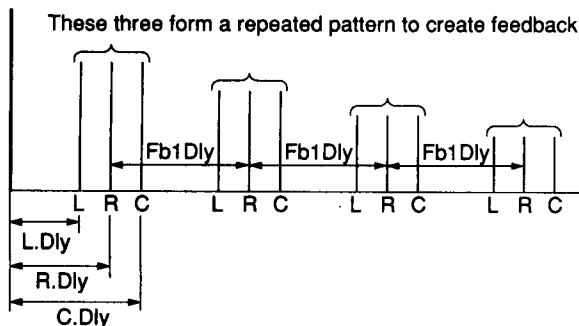 These three form a repeated pattern to create feedback
Fb1Dly Fb1Dly Fb1Dly
L R C L R C L R C L R C
L.Dly
R.Dly
C.Dly